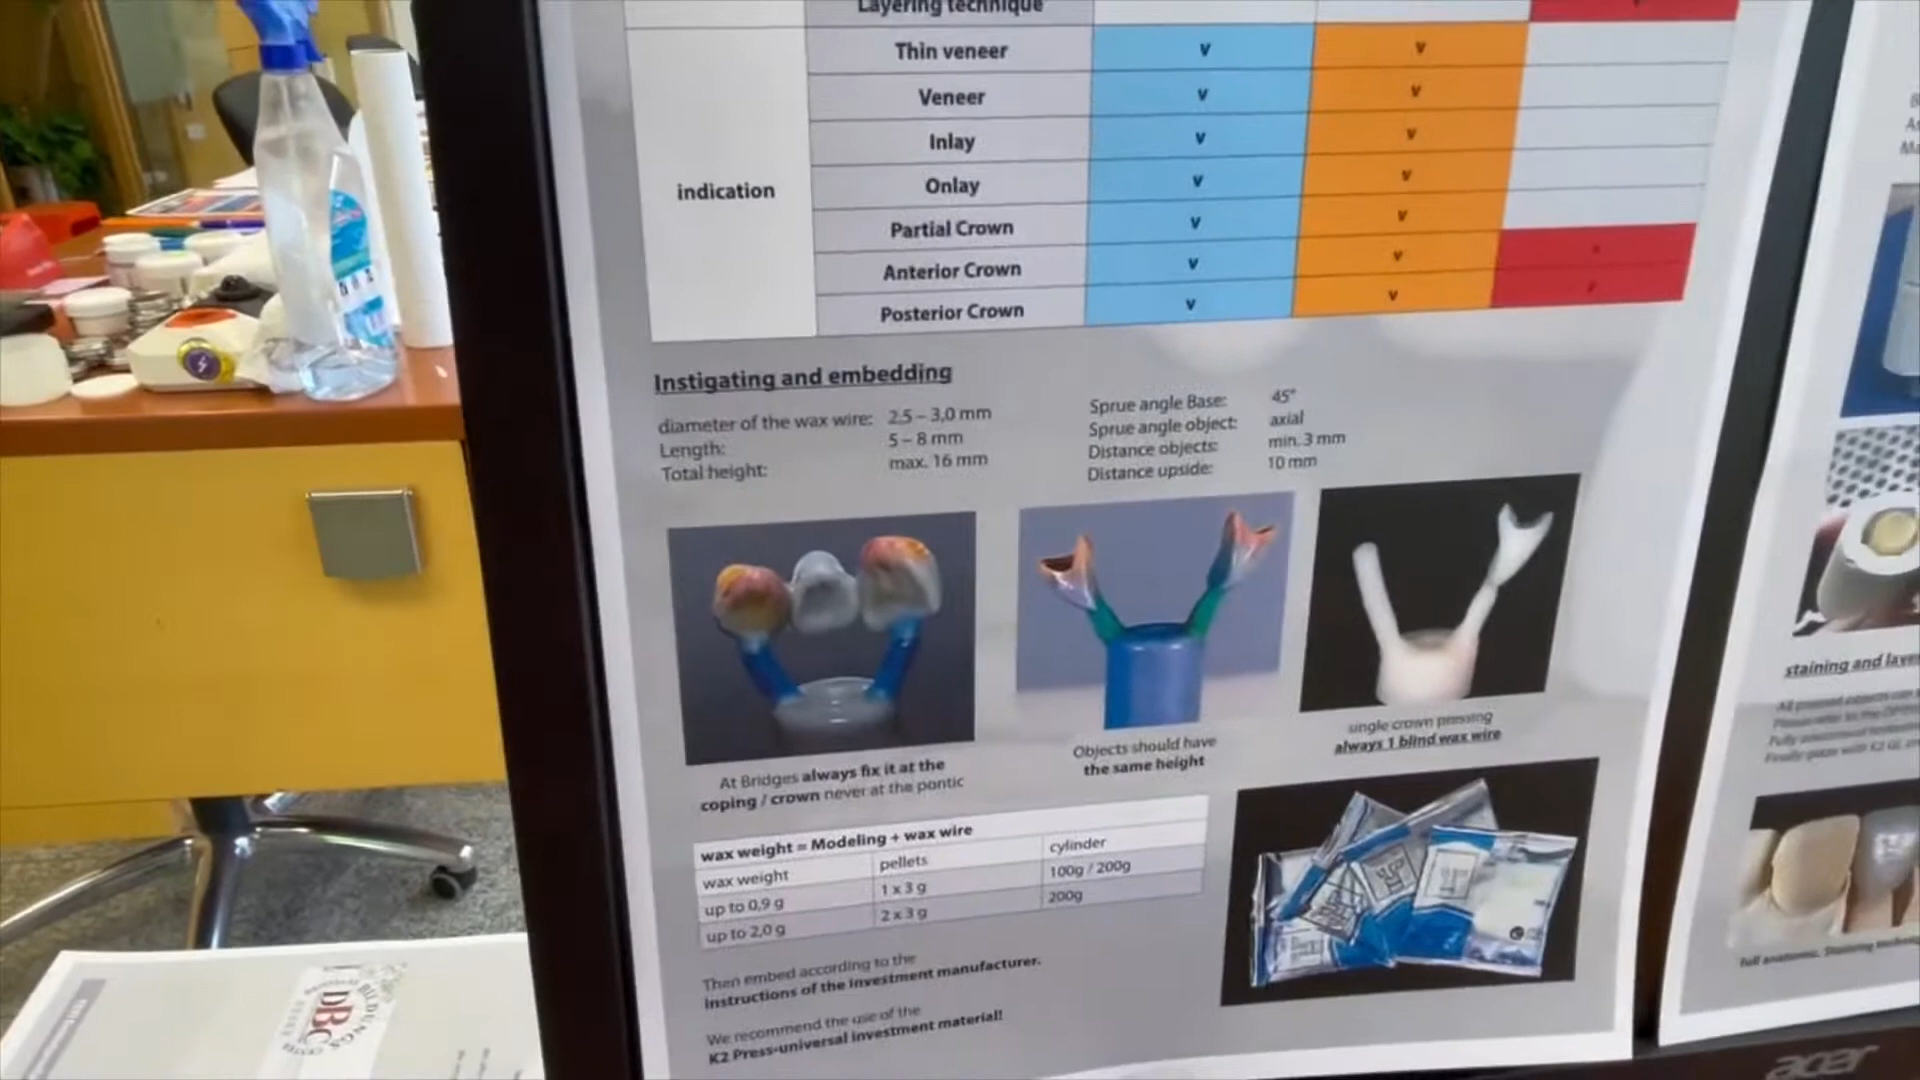 Layering technique
indication
Thin veneer v v
Veneer v v
Inlay v v
Onlay v v
Partial Crown v v
Anterior Crown v v
Posterior Crown v v
Instigating and embedding
diameter of the wax wire: 2,5 – 3,0 mm
Length: 5 – 8 mm
Total height: max. 16 mm
Sprue angle Base: 45°
Sprue angle object: axial
Distance objects: min. 3 mm
Distance upside: 10 mm
At Bridges always fix it at the
coping / crown never at the pontic
Objects should have
the same height
single crown pressing
always 1 blind wax wire
wax weight = Modeling + wax wire
wax weight pellets cylinder
up to 0,9 g 1 x 3 g 100g / 200g
up to 2,0 g 2 x 3 g 200g
Then embed according to the
instructions of the investment manufacturer.
We recommend the use of the
K2 Press-universal investment material!
staining and
full anatomic. Staining
acer
DBC
BILDUNGS
CENTER